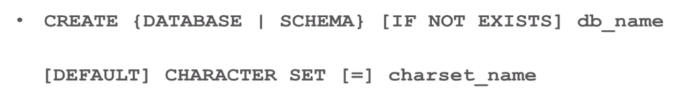 • CREATE {DATABASE | SCHEMA} [IF NOT EXISTS] db_name
[DEFAULT] CHARACTER SET [=] charset_name